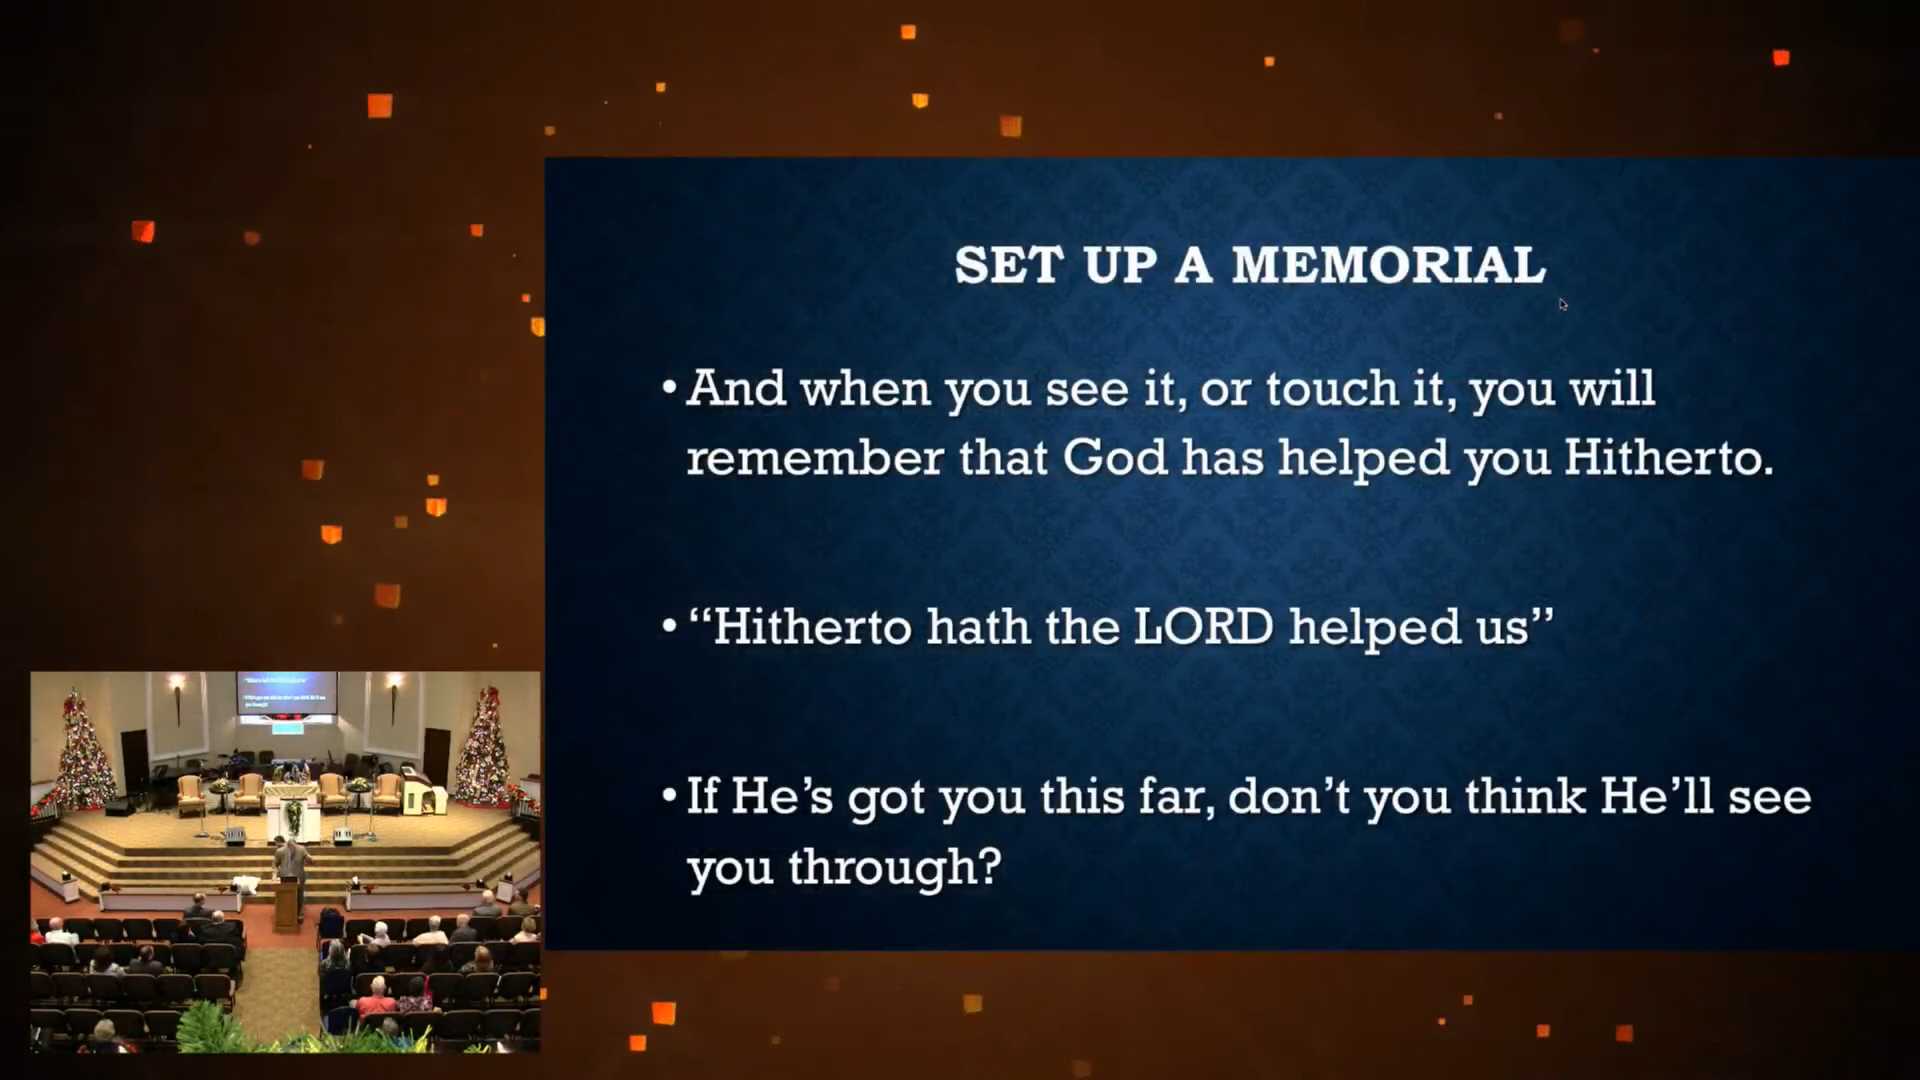 SET UP A MEMORIAL
•And when you see it, or touch it, you will
remember that God has helped you Hitherto.
•“Hitherto hath the LORD helped us”
•If He’s got you this far, don’t you think He’ll see
you through?